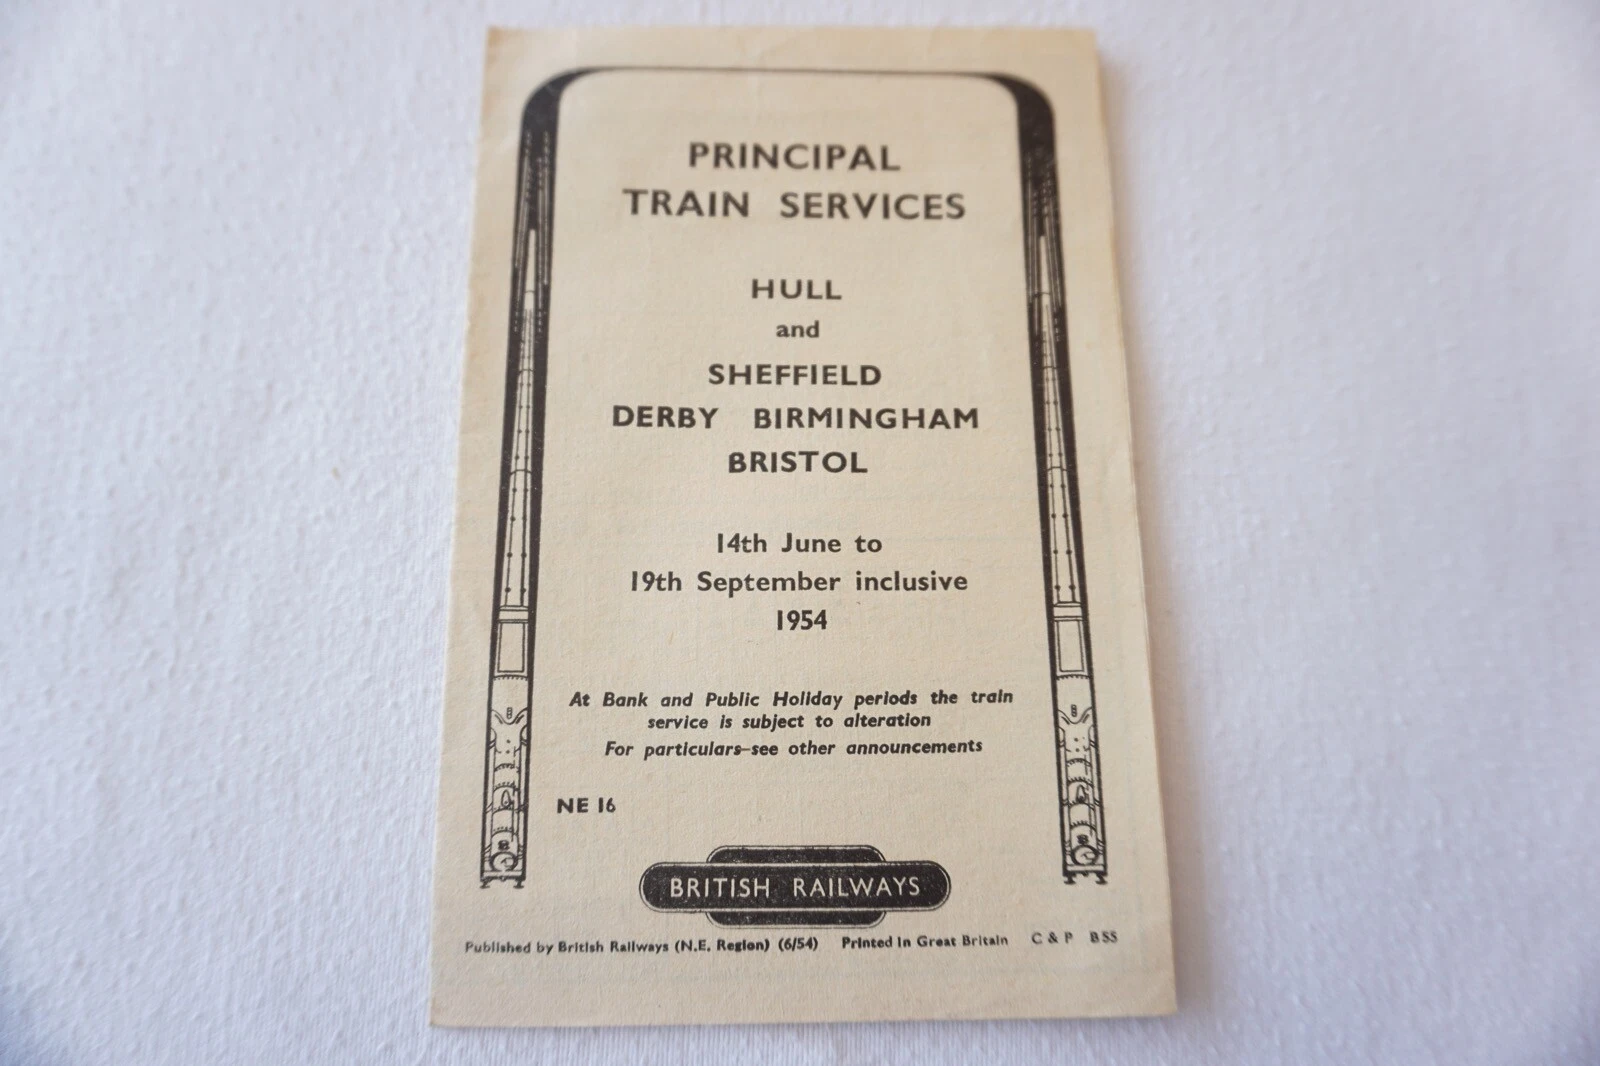 PRINCIPAL
TRAIN SERVICES
HULL
and
SHEFFIELD
DERBY BIRMINGHAM
BRISTOL
14th June to
19th September inclusive
1954
At Bank and Public Holiday periods the train
service is subject to alteration
For particulars—see other announcements
NE 16
BRITISH RAILWAYS
Published by British Railways (N.E. Region) (6/54) Printed in Great Britain C & P B55